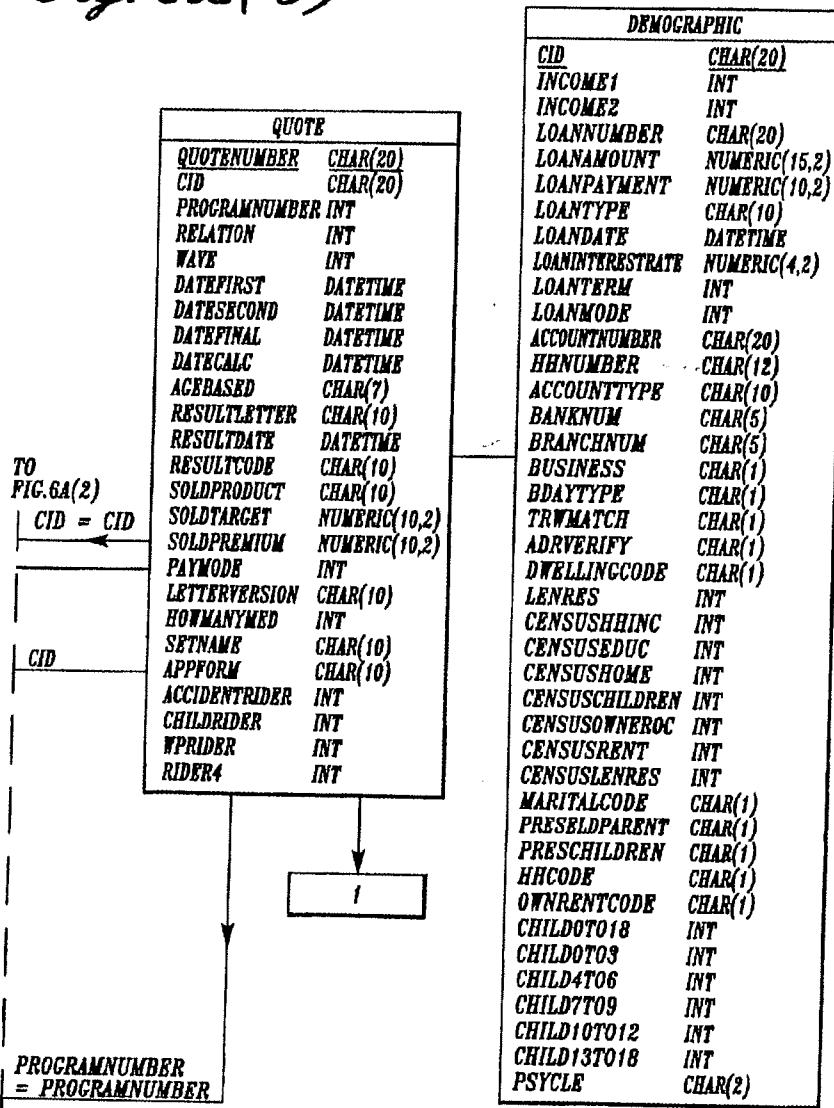 QUOTE
QUOTENUMBER CHAR(20)
CID CHAR(20)
PROGRAMNUMBER INT
RELATION INT
WAVE INT
DATEFIRST DATETIME
DATESECOND DATETIME
DATEFINAL DATETIME
DATECALC DATETIME
AGEBASED CHAR(7)
RESULTLETTER CHAR(10)
RESULTDATE DATETIME
RESULTCODE CHAR(10)
SOLDPRODUCT CHAR(10)
SOLDTARGET NUMERIC(10,2)
SOLDPREMIUM NUMERIC(10,2)
PAYMODE INT
LETTERVERSION CHAR(10)
HOWMANYMED INT
SETNAME CHAR(10)
APPFORM CHAR(10)
ACCIDENTRIDER INT
CHILDRIDER INT
WPRIDER INT
RIDER4 INT
TO
FIG.6A(2)
CID = CID
CID
1
PROGRAMNUMBER
= PROGRAMNUMBER
DEMOGRAPHIC
CID CHAR(20)
INCOME1 INT
INCOME2 INT
LOANNUMBER CHAR(20)
LOANAMOUNT NUMERIC(15,2)
LOANPAYMENT NUMERIC(10,2)
LOANTYPE CHAR(10)
LOANDATE DATETIME
LOANINTERESTRATE NUMERIC(4,2)
LOANTERM INT
LOANMODE INT
ACCOUNTNUMBER CHAR(20)
HHNUMBER CHAR(12)
ACCOUNTTYPE CHAR(10)
BANKNUM CHAR(5)
BRANCHNUM CHAR(5)
BUSINESS CHAR(1)
BDAYTYPE CHAR(1)
TRWMATCH CHAR(1)
ADRVERIFY CHAR(1)
DWELLINGCODE CHAR(1)
LENRES INT
CENSUSHHINC INT
CENSUSEDUC INT
CENSUSHOME INT
CENSUSCHILDREN INT
CENSUSOWNEROC INT
CENSUSRENT INT
CENSUSLENRES INT
MARITALCODE CHAR(1)
PRESELDPARENT CHAR(1)
PRESCHILDREN CHAR(1)
HHCODE CHAR(1)
OWNRENTCODE CHAR(1)
CHILD0TO18 INT
CHILD0TO3 INT
CHILD4TO6 INT
CHILD7TO9 INT
CHILD10TO12 INT
CHILD13TO18 INT
PSYCLE CHAR(2)